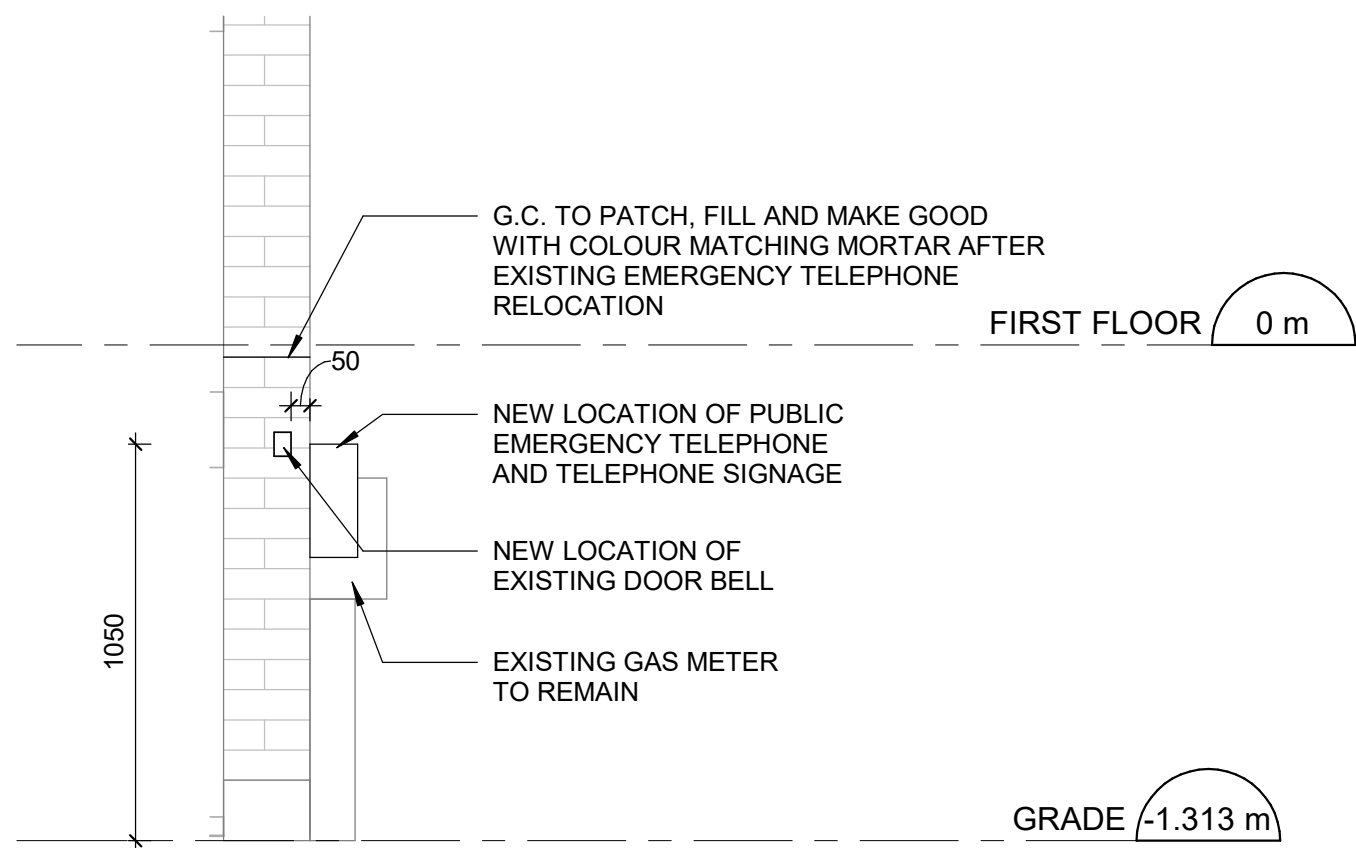 G.C. TO PATCH, FILL AND MAKE GOOD
WITH COLOUR MATCHING MORTAR AFTER
EXISTING EMERGENCY TELEPHONE
RELOCATION
FIRST FLOOR 0 m
50
NEW LOCATION OF PUBLIC
EMERGENCY TELEPHONE
AND TELEPHONE SIGNAGE
NEW LOCATION OF
EXISTING DOOR BELL
1050
EXISTING GAS METER
TO REMAIN
GRADE -1.313 m